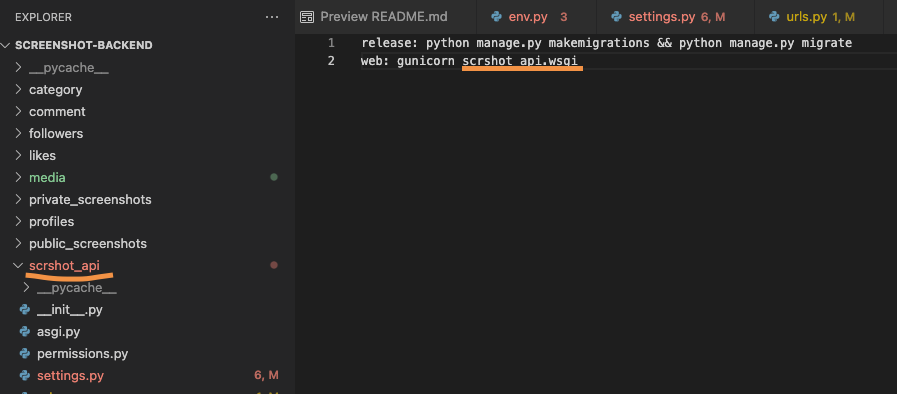 EXPLORER
···
Preview README.md
env.py 3
settings.py 6, M
urls.py 1, M
SCREENSHOT-BACKEND
__pycache__
category
comment
followers
likes
media
private_screenshots
profiles
public_screenshots
scrshot_api
__pycache__
__init__.py
asgi.py
permissions.py
settings.py 6, M
1 release: python manage.py makemigrations && python manage.py migrate
2 web: gunicorn scrshot_api.wsgi